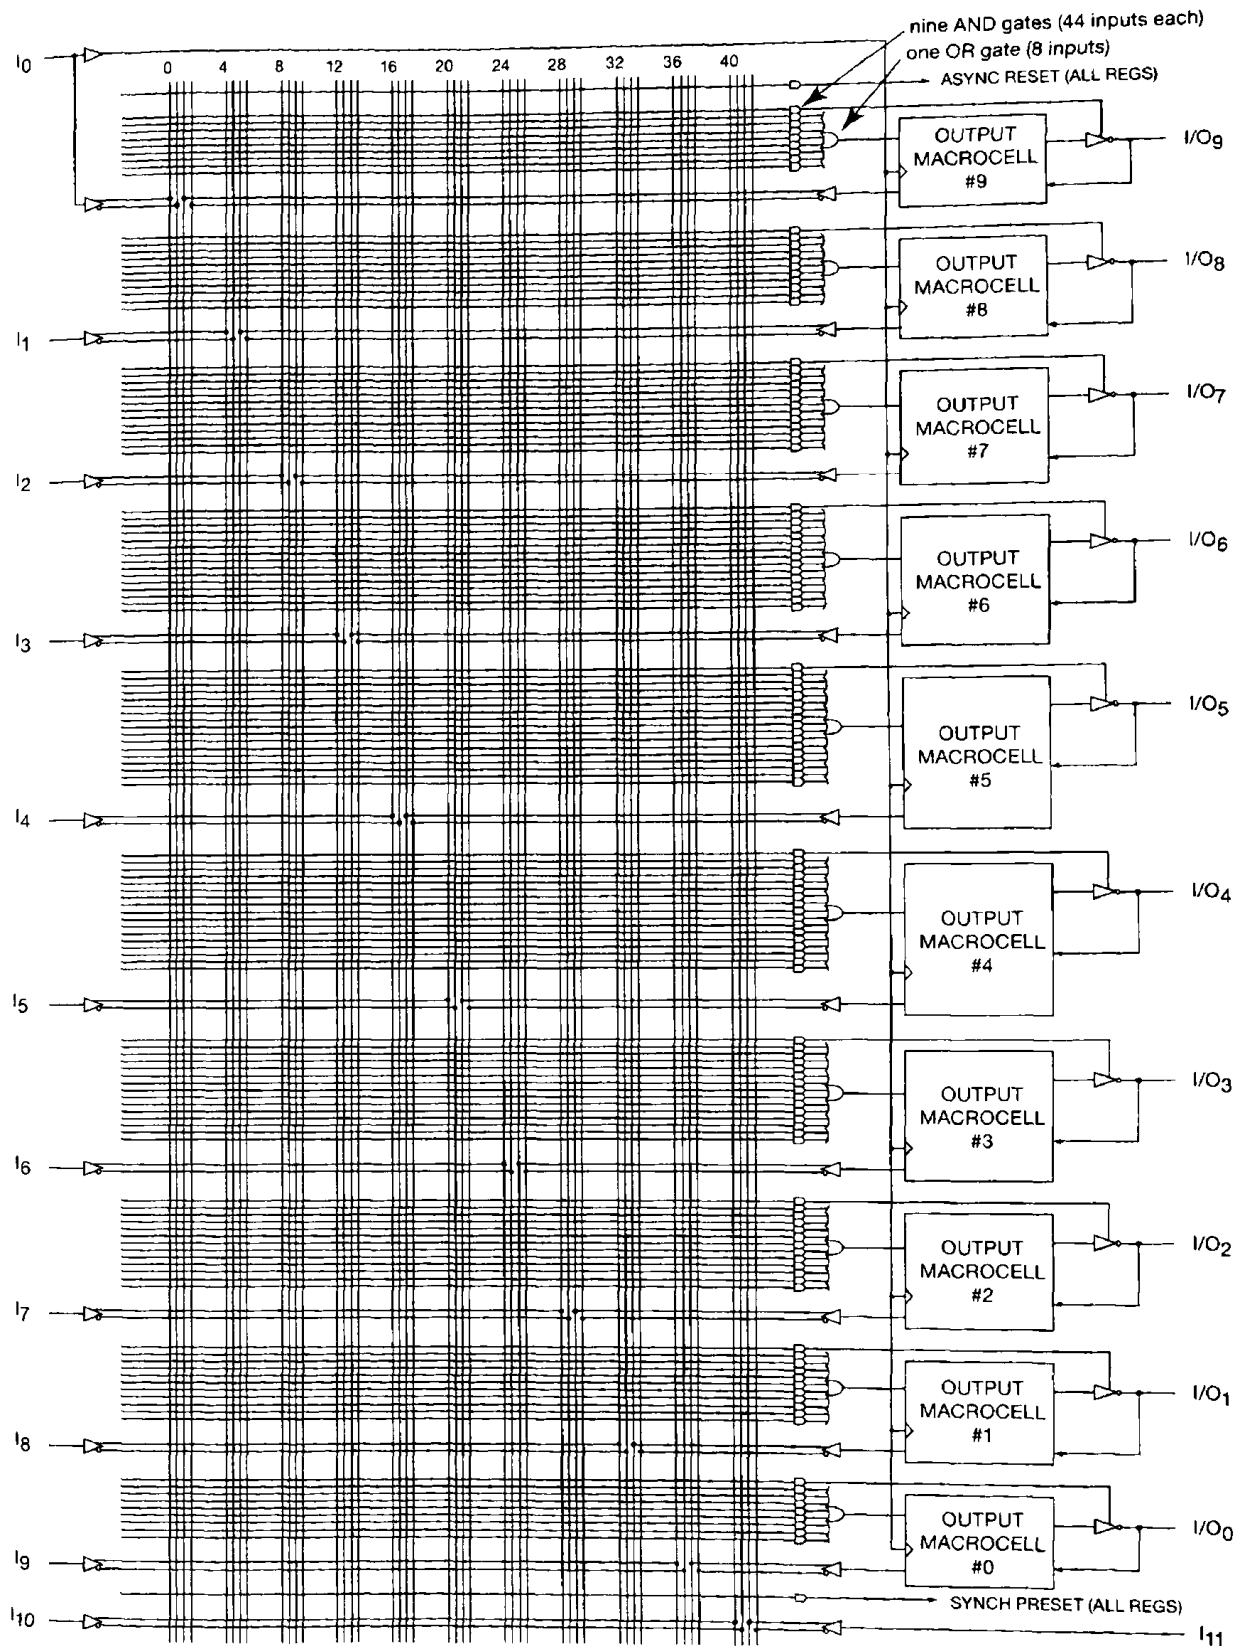 nine AND gates (44 inputs each)
one OR gate (8 inputs)
I0
0 4 8 12 16 20 24 28 32 36 40
ASYNC RESET (ALL REGS)
OUTPUT
MACROCELL
#9
I/O9
OUTPUT
MACROCELL
#8
I/O8
I1
OUTPUT
MACROCELL
#7
I/O7
I2
OUTPUT
MACROCELL
#6
I/O6
I3
OUTPUT
MACROCELL
#5
I/O5
I4
OUTPUT
MACROCELL
#4
I/O4
I5
OUTPUT
MACROCELL
#3
I/O3
I6
OUTPUT
MACROCELL
#2
I/O2
I7
OUTPUT
MACROCELL
#1
I/O1
I8
OUTPUT
MACROCELL
#0
I/O0
I9
SYNCH PRESET (ALL REGS)
I10
I11